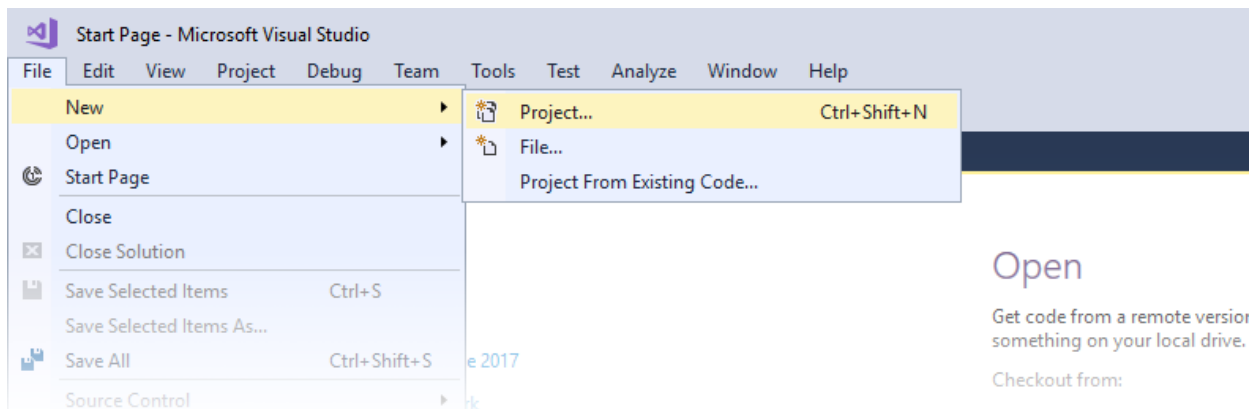 Start Page - Microsoft Visual Studio
File Edit View Project Debug Team Tools Test Analyze Window Help
New
Project... Ctrl+Shift+N
Open
File...
Start Page
Project From Existing Code...
Close
Close Solution
Open
Save Selected Items Ctrl+S
Get code from a remote version
something on your local drive.
Save Selected Items As...
Save All Ctrl+Shift+S
e 2017
Checkout from:
Source Control